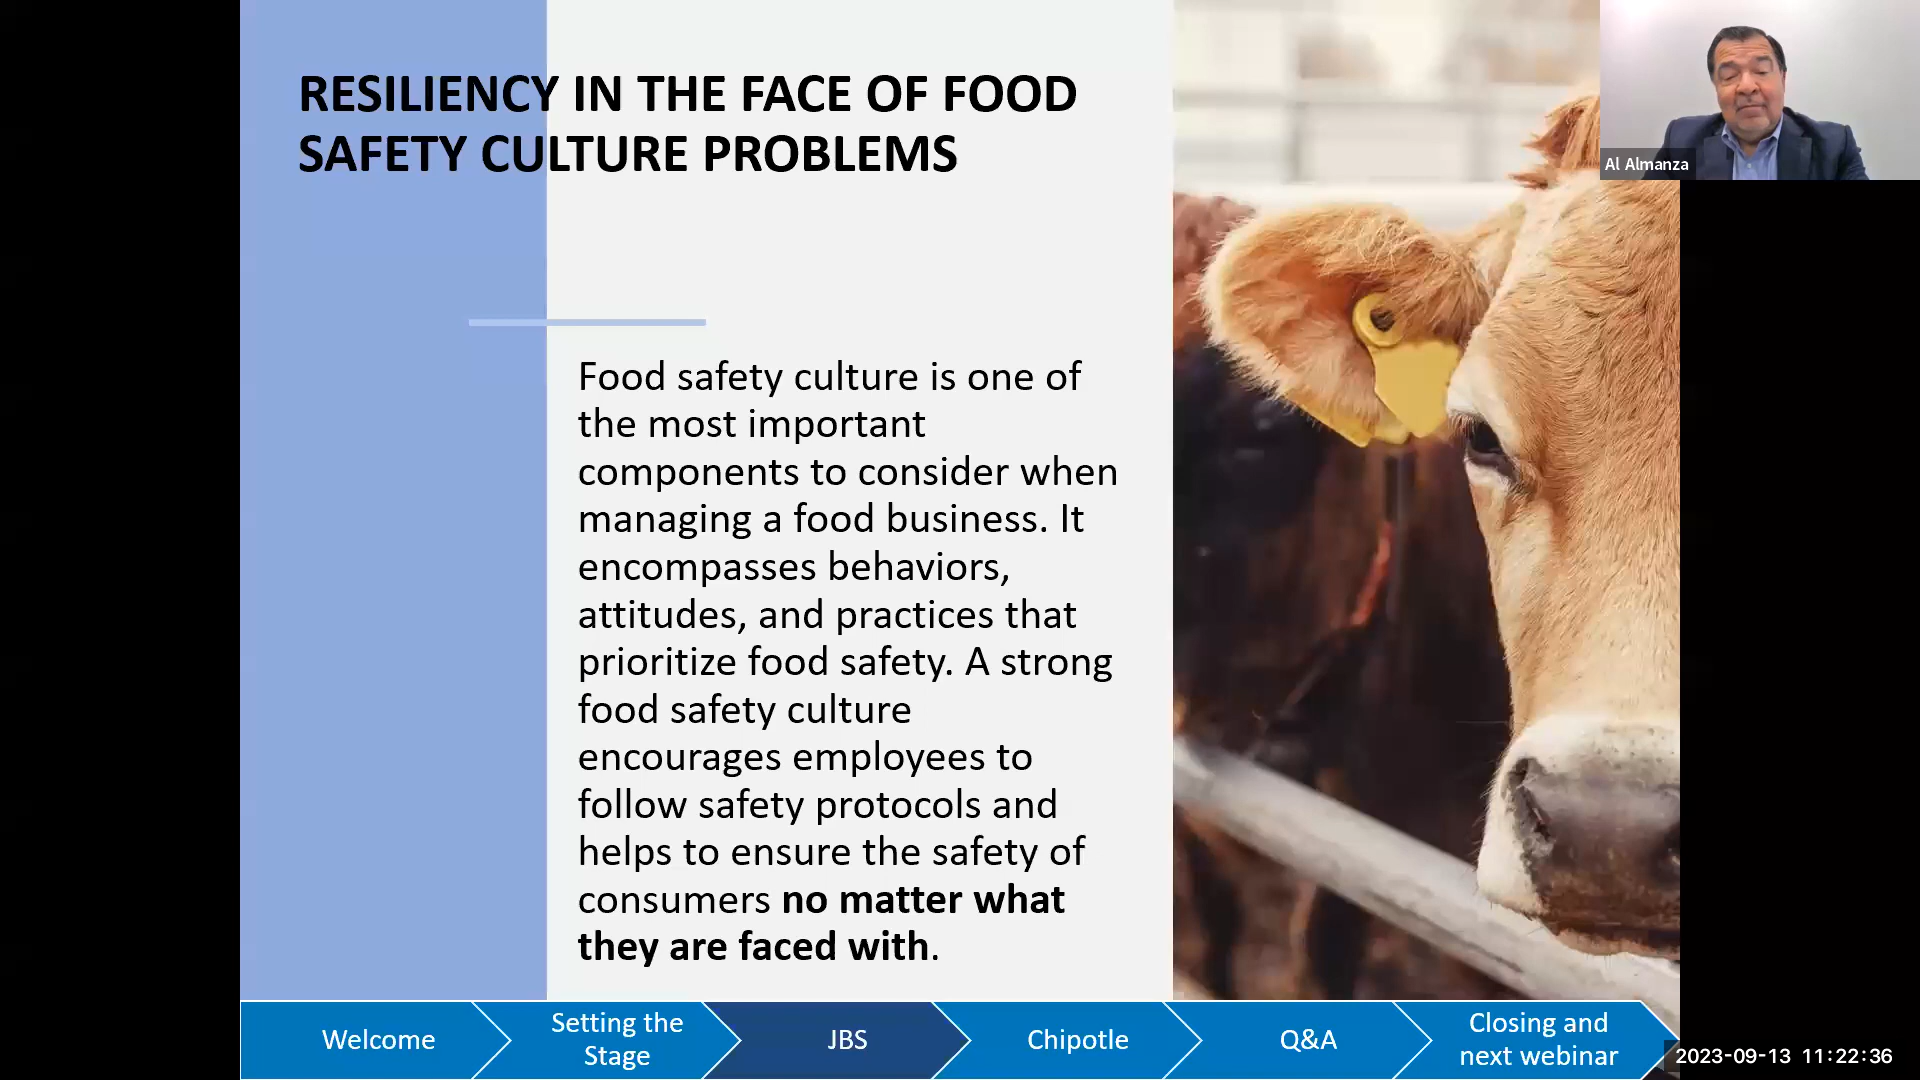 RESILIENCY IN THE FACE OF FOOD
SAFETY CULTURE PROBLEMS
Al Almanza
Food safety culture is one of
the most important
components to consider when
managing a food business. It
encompasses behaviors,
attitudes, and practices that
prioritize food safety. A strong
food safety culture
encourages employees to
follow safety protocols and
helps to ensure the safety of
consumers no matter what
they are faced with.
Welcome
Setting the
Stage
JBS
Chipotle
Q&A
Closing and
next webinar
2023-09-13 11:22:36